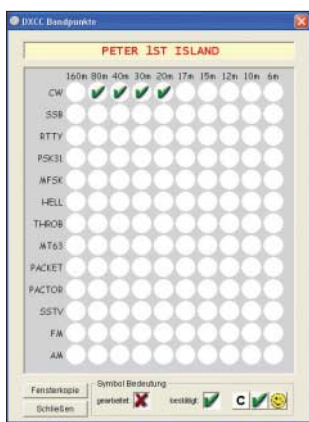 DXCC Bandpunkte
PETER 1ST ISLAND
160m 80m 40m 30m 20m 17m 15m 12m 10m 6m
CW
SSB
RTTY
PSK31
MFSK
HELL
THROB
MT63
PACKET
PACTOR
SSTV
FM
AM
Fensterkopie
Schließen
Symbol Bedeutung
gearbeitet
bestätigt
C